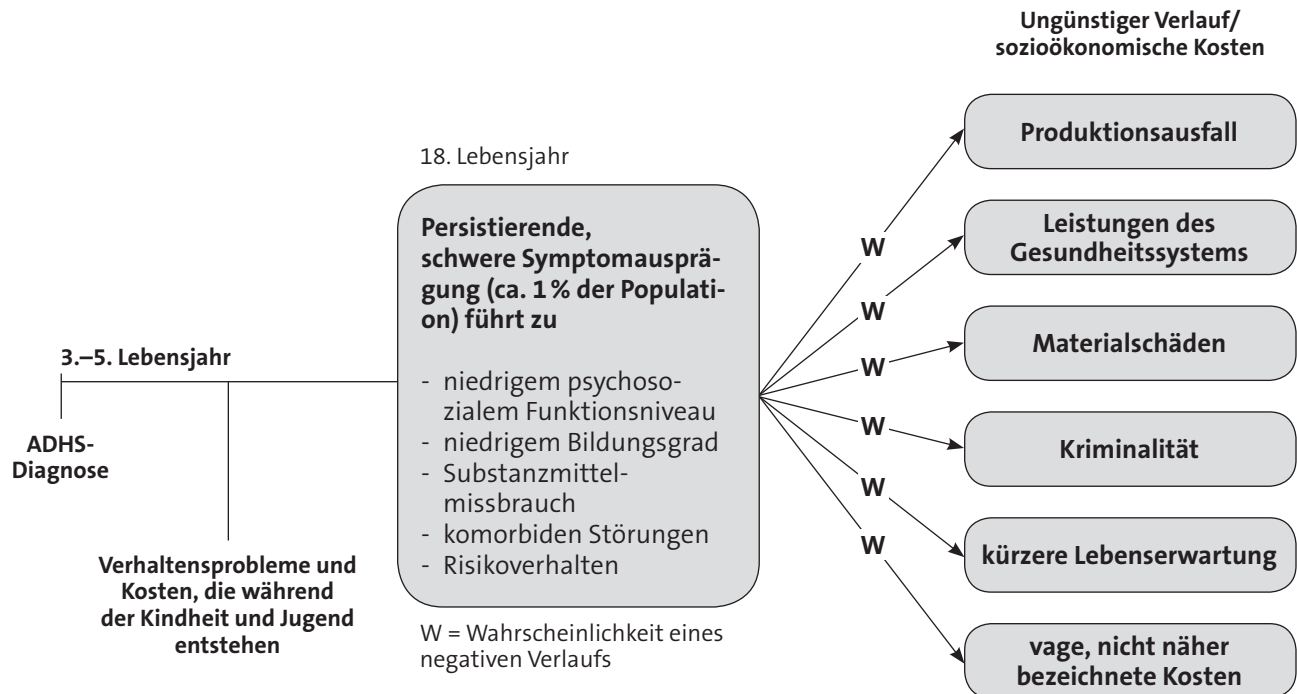 3.–5. Lebensjahr
ADHS-
Diagnose
Verhaltensprobleme und
Kosten, die während
der Kindheit und Jugend
entstehen
18. Lebensjahr
Persistierende,
schwere Symptomausprä-
gung (ca. 1 % der Populati-
on) führt zu
- niedrigem psychoso-
zialem Funktionsniveau
- niedrigem Bildungsgrad
- Substanzmittel-
missbrauch
- komorbiden Störungen
- Risikoverhalten
W = Wahrscheinlichkeit eines
negativen Verlaufs
W
W
W
W
W
W
Ungünstiger Verlauf/
sozioökonomische Kosten
Produktionsausfall
Leistungen des
Gesundheitssystems
Materialschäden
Kriminalität
kürzere Lebenserwartung
vage, nicht näher
bezeichnete Kosten